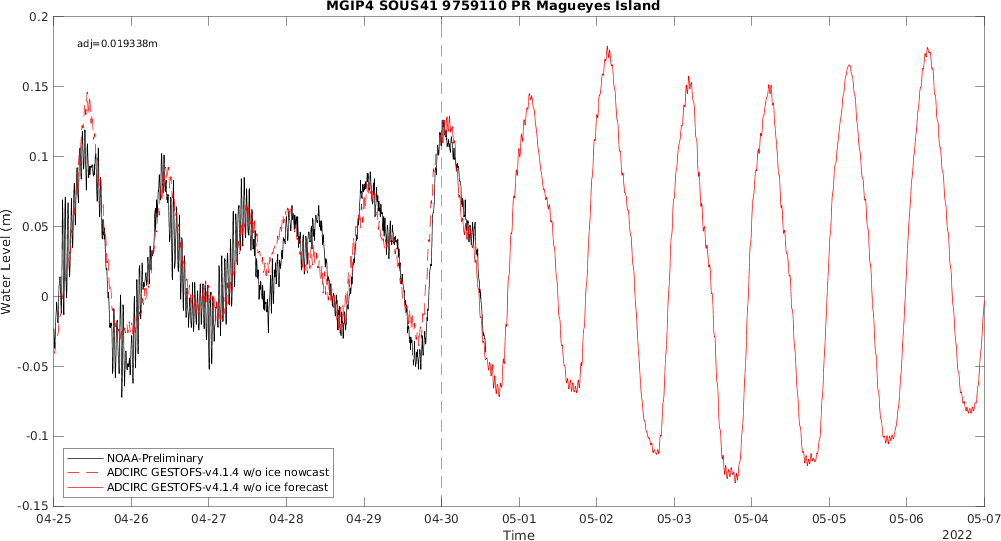 MGIP4 SOUS41 9759110 PR Magueyes Island
adj=0.019338m
0.2
0.15
0.1
0.05
0
-0.05
-0.1
-0.15
Water Level (m)
NOAA-Preliminary
ADCIRC GESTOFS-v4.1.4 w/o ice nowcast
ADCIRC GESTOFS-v4.1.4 w/o ice forecast
04-25 04-26 04-27 04-28 04-29 04-30 05-01 05-02 05-03 05-04 05-05 05-06 05-07
Time
2022